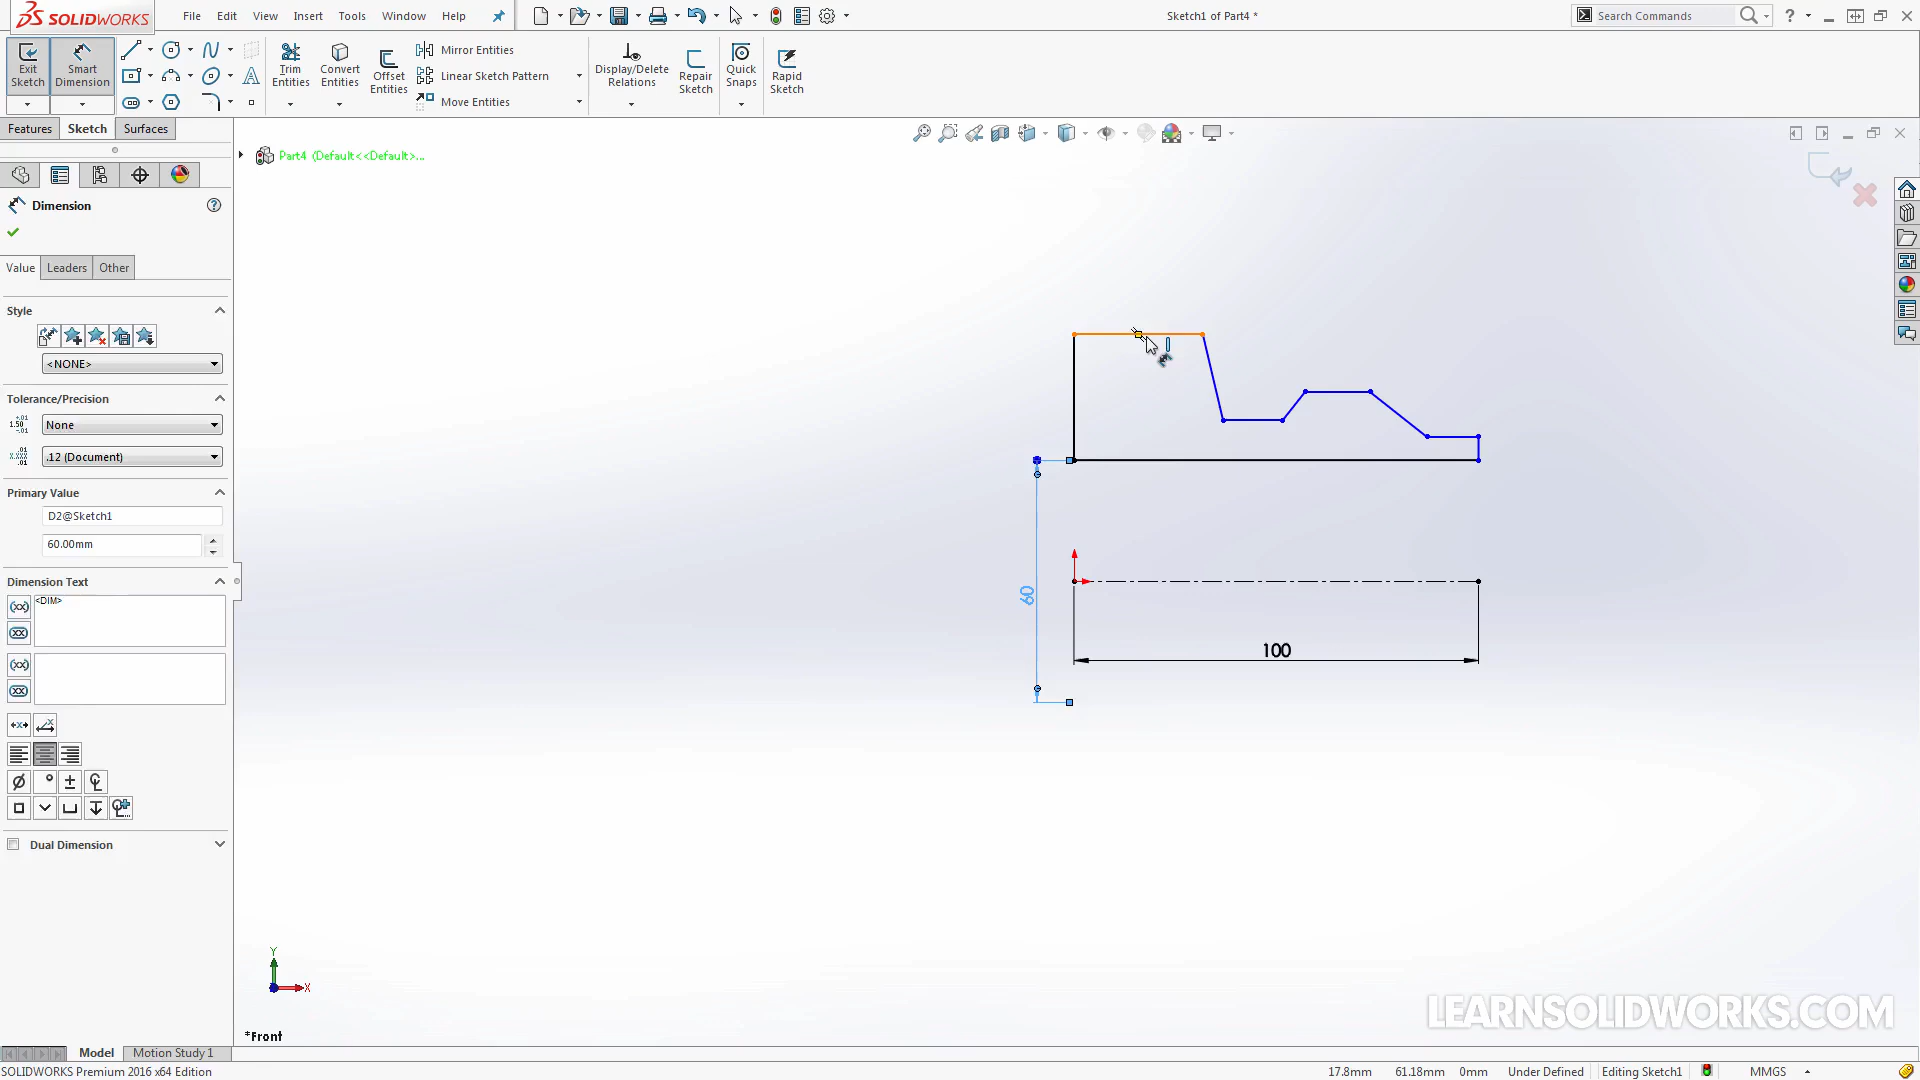 SOLIDWORKS
File
Edit
View
Insert
Tools
Window
Help
Sketch1 of Part4 *
Search Commands
?
Exit Sketch
Smart Dimension
Trim Entities
Convert Entities
Offset Entities
Mirror Entities
Linear Sketch Pattern
Move Entities
Display/Delete Relations
Repair Sketch
Quick Snaps
Rapid Sketch
Features
Sketch
Surfaces
Part4 (Default<<Default>...
Dimension
Value
Leaders
Other
Style
<NONE>
Tolerance/Precision
None
.12 (Document)
Primary Value
D2@Sketch1
60.00mm
Dimension Text
<DIM>
Dual Dimension
60
100
Y
X
*Front
LEARNSOLIDWORKS.COM
Model
Motion Study 1
SOLIDWORKS Premium 2016 x64 Edition
17.8mm
61.18mm
0mm
Under Defined
Editing Sketch1
MMGS